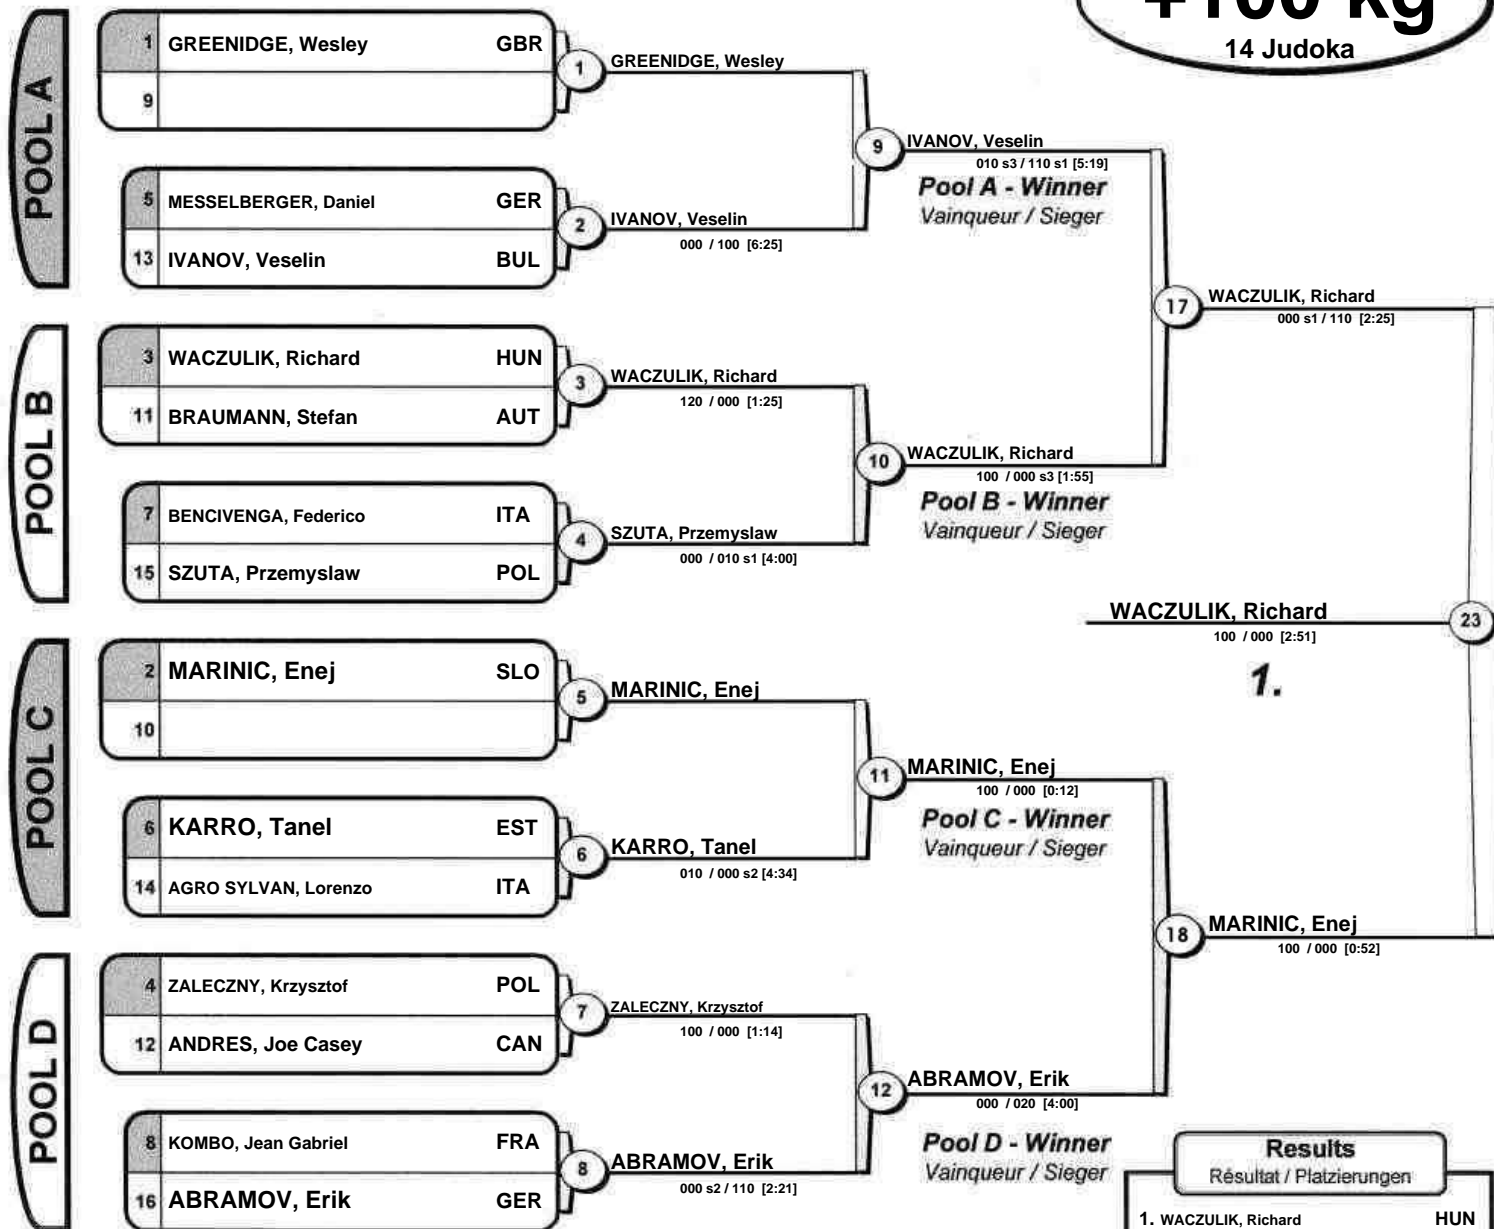 +100 kg
14 Judoka
POOL A
1 GREENIDGE, Wesley GBR
9
5 MESSELBERGER, Daniel GER
13 IVANOV, Veselin BUL
1 GREENIDGE, Wesley
2 IVANOV, Veselin
000 / 100 [6:25]
9 IVANOV, Veselin
010 s3 / 110 s1 [5:19]
Pool A - Winner
Vainqueur / Sieger
POOL B
3 WACZULIK, Richard HUN
11 BRAUMANN, Stefan AUT
7 BENCIVENGA, Federico ITA
15 SZUTA, Przemyslaw POL
3 WACZULIK, Richard
120 / 000 [1:25]
4 SZUTA, Przemyslaw
000 / 010 s1 [4:00]
10 WACZULIK, Richard
100 / 000 s3 [1:55]
Pool B - Winner
Vainqueur / Sieger
17 WACZULIK, Richard
000 s1 / 110 [2:25]
WACZULIK, Richard 23
100 / 000 [2:51]
1.
POOL C
2 MARINIC, Enej SLO
10
6 KARRO, Tanel EST
14 AGRO SYLVAN, Lorenzo ITA
5 MARINIC, Enej
6 KARRO, Tanel
010 / 000 s2 [4:34]
11 MARINIC, Enej
100 / 000 [0:12]
Pool C - Winner
Vainqueur / Sieger
POOL D
4 ZALECZNY, Krzysztof POL
12 ANDRES, Joe Casey CAN
8 KOMBO, Jean Gabriel FRA
16 ABRAMOV, Erik GER
7 ZALECZNY, Krzysztof
100 / 000 [1:14]
8 ABRAMOV, Erik
000 s2 / 110 [2:21]
12 ABRAMOV, Erik
000 / 020 [4:00]
Pool D - Winner
Vainqueur / Sieger
18 MARINIC, Enej
100 / 000 [0:52]
Results
Résultat / Platzierungen
1. WACZULIK, Richard HUN